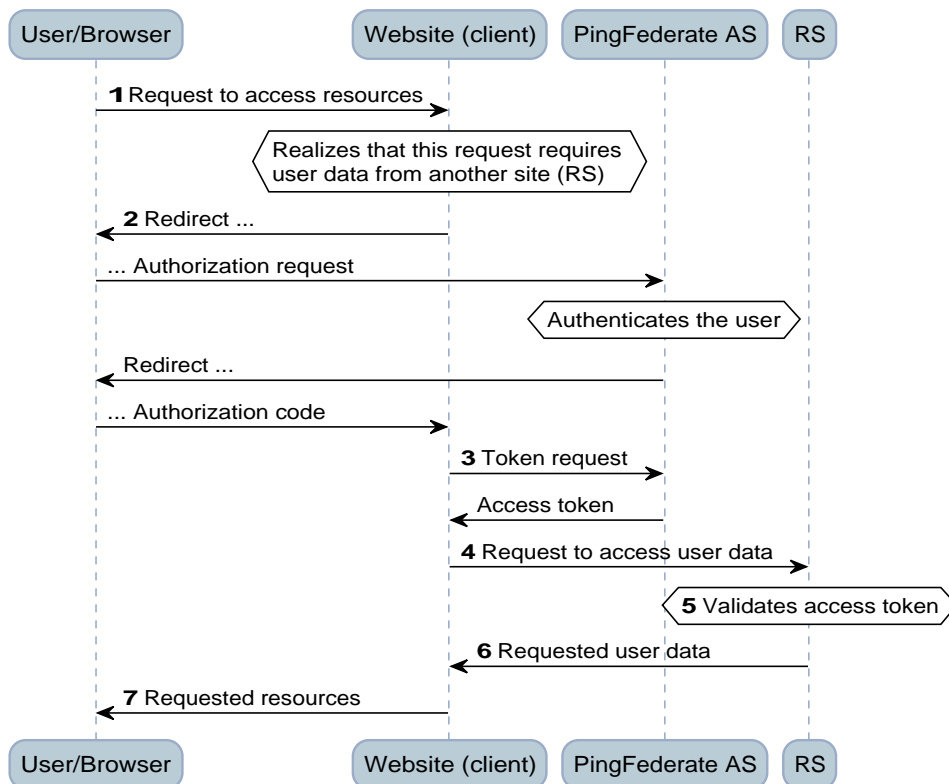 User/Browser
Website (client)
PingFederate AS
RS
1 Request to access resources
Realizes that this request requires
user data from another site (RS)
2 Redirect ...
... Authorization request
Authenticates the user
Redirect ...
... Authorization code
3 Token request
Access token
4 Request to access user data
5 Validates access token
6 Requested user data
7 Requested resources
User/Browser
Website (client)
PingFederate AS
RS